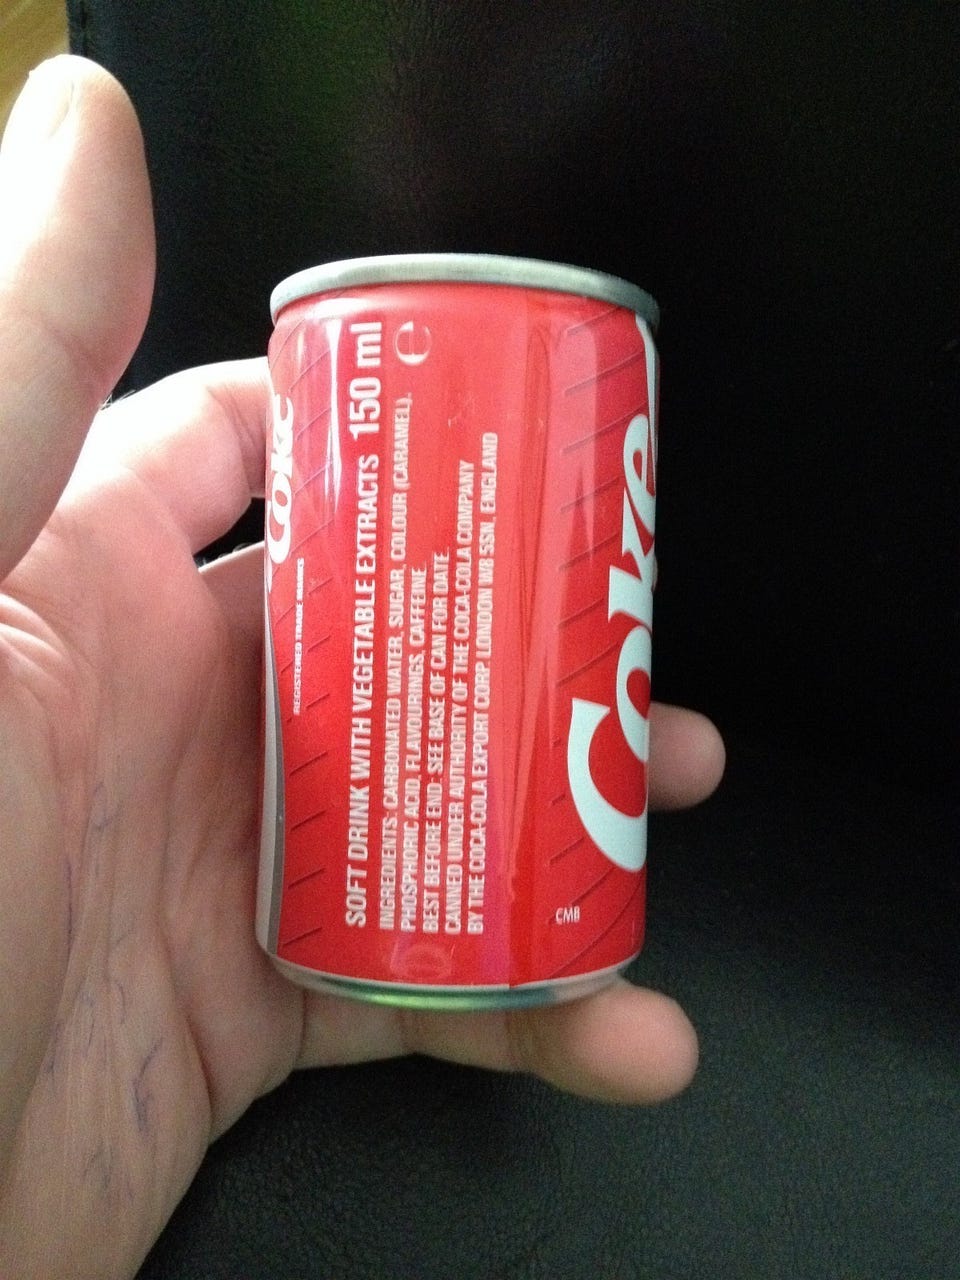 Coke
REGISTERED TRADE MARKS
SOFT DRINK WITH VEGETABLE EXTRACTS 150 ml e
INGREDIENTS: CARBONATED WATER, SUGAR, COLOUR (CARAMEL),
PHOSPHORIC ACID, FLAVOURINGS, CAFFEINE
BEST BEFORE END: SEE BASE OF CAN FOR DATE
CANNED UNDER AUTHORITY OF THE COCA-COLA COMPANY
BY THE COCA-COLA EXPORT CORP. LONDON W8 5SN, ENGLAND
Coke
CMB